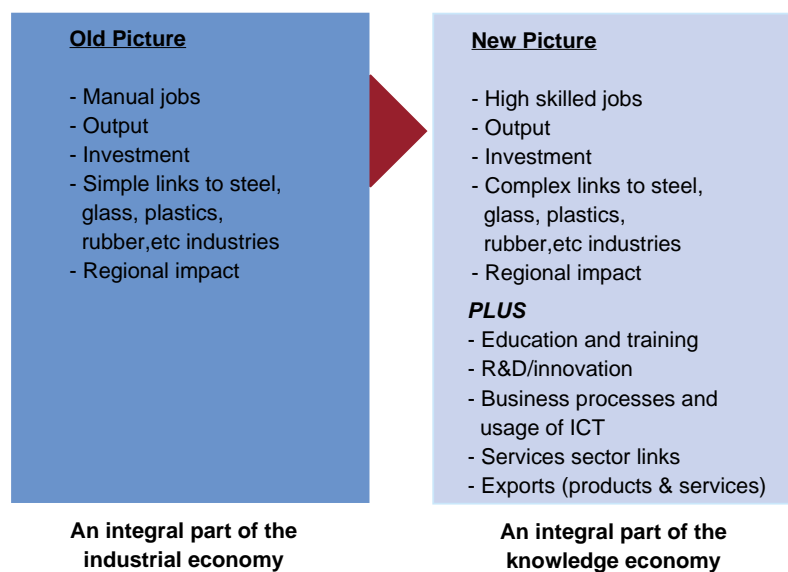 Old Picture
- Manual jobs
- Output
- Investment
- Simple links to steel,
glass, plastics,
rubber,etc industries
- Regional impact
An integral part of the
industrial economy
New Picture
- High skilled jobs
- Output
- Investment
- Complex links to steel,
glass, plastics,
rubber,etc industries
- Regional impact
PLUS
- Education and training
- R&D/innovation
- Business processes and
usage of ICT
- Services sector links
- Exports (products & services)
An integral part of the
knowledge economy